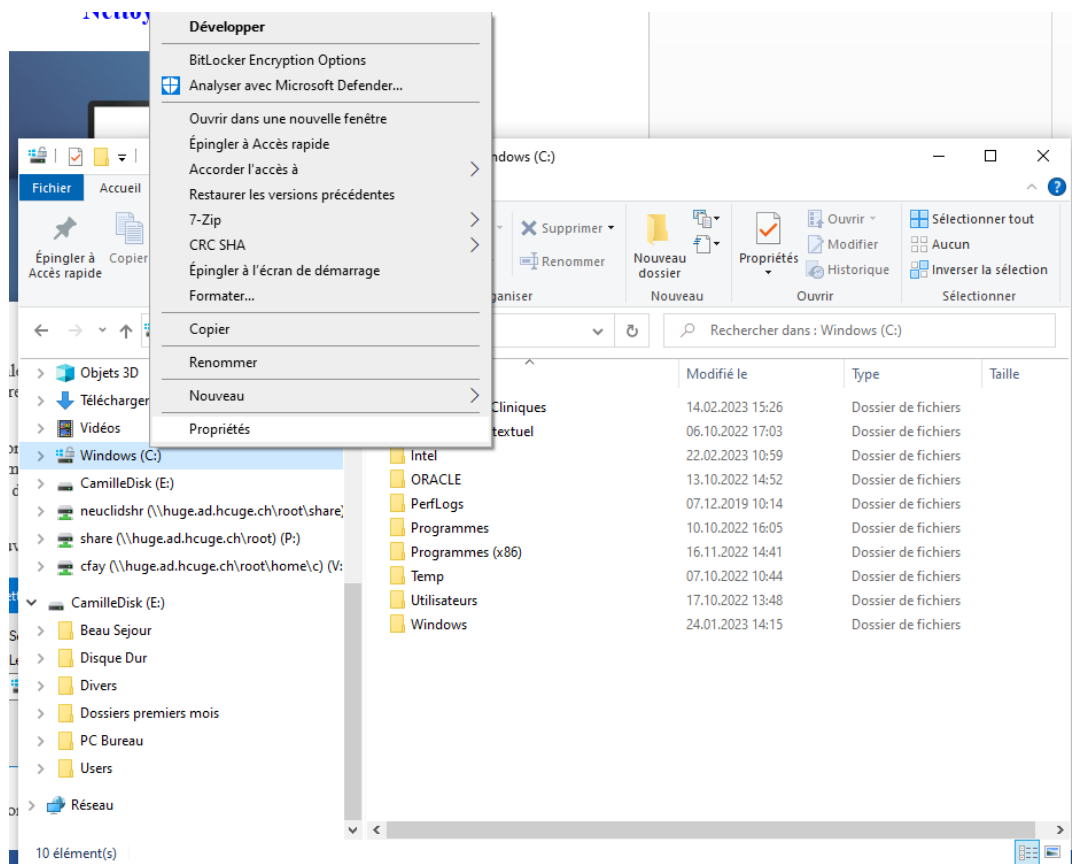 Développer
BitLocker Encryption Options
Analyser avec Microsoft Defender...
Ouvrir dans une nouvelle fenêtre
Épingler à Accès rapide
Accorder l'accès à
Restaurer les versions précédentes
7-Zip
CRC SHA
Épingler à l'écran de démarrage
Formater...
Copier
Renommer
Nouveau
Propriétés
ndows (C:)
Fichier Accueil
Épingler à
Accès rapide
Copier
Supprimer
Renommer
Nouveau
dossier
Propriétés
Ouvrir
Modifier
Historique
Sélectionner tout
Aucun
Inverser la sélection
ganiser Nouveau Ouvrir Sélectionner
Rechercher dans : Windows (C:)
Objets 3D
Télécharger
Vidéos
Windows (C:)
CamilleDisk (E:)
neuclidshr (\\huge.ad.hcuge.ch\root\share)
share (\\huge.ad.hcuge.ch\root) (P:)
cfay (\\huge.ad.hcuge.ch\root\home\c) (V:
CamilleDisk (E:)
Beau Sejour
Disque Dur
Divers
Dossiers premiers mois
PC Bureau
Users
Réseau
Modifié le Type Taille
Cliniques 14.02.2023 15:26 Dossier de fichiers
textuel 06.10.2022 17:03 Dossier de fichiers
Intel 22.02.2023 10:59 Dossier de fichiers
ORACLE 13.10.2022 14:52 Dossier de fichiers
PerfLogs 07.12.2019 10:14 Dossier de fichiers
Programmes 10.10.2022 16:05 Dossier de fichiers
Programmes (x86) 16.11.2022 14:41 Dossier de fichiers
Temp 07.10.2022 10:44 Dossier de fichiers
Utilisateurs 17.10.2022 13:48 Dossier de fichiers
Windows 24.01.2023 14:15 Dossier de fichiers
10 élément(s)